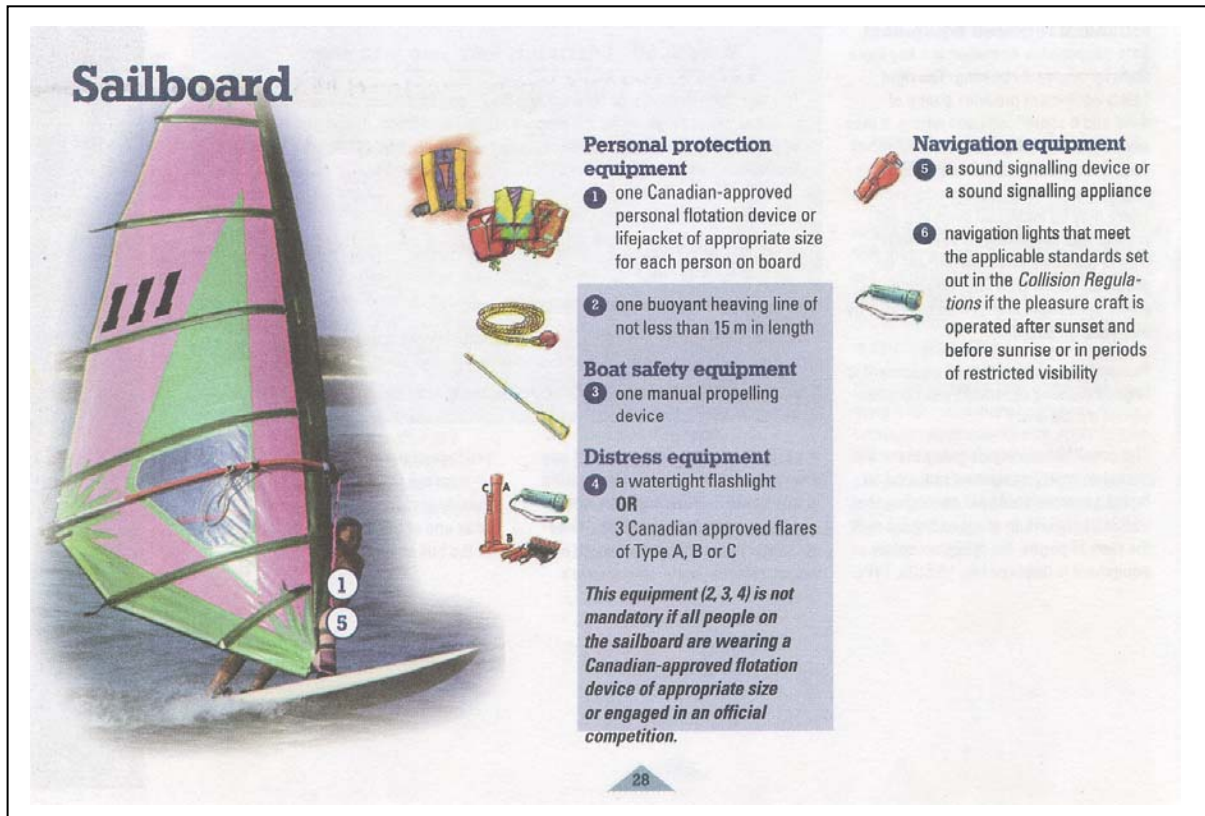 Sailboard
111
1
5
Personal protection
equipment
1 one Canadian-approved
personal flotation device or
lifejacket of appropriate size
for each person on board
2 one buoyant heaving line of
not less than 15 m in length
Boat safety equipment
3 one manual propelling
device
Distress equipment
C A
B
4 a watertight flashlight
OR
3 Canadian approved flares
of Type A, B or C
This equipment (2, 3, 4) is not
mandatory if all people on
the sailboard are wearing a
Canadian-approved flotation
device of appropriate size
or engaged in an official
competition.
Navigation equipment
5 a sound signalling device or
a sound signalling appliance
6 navigation lights that meet
the applicable standards set
out in the Collision Regula-
tions if the pleasure craft is
operated after sunset and
before sunrise or in periods
of restricted visibility
28